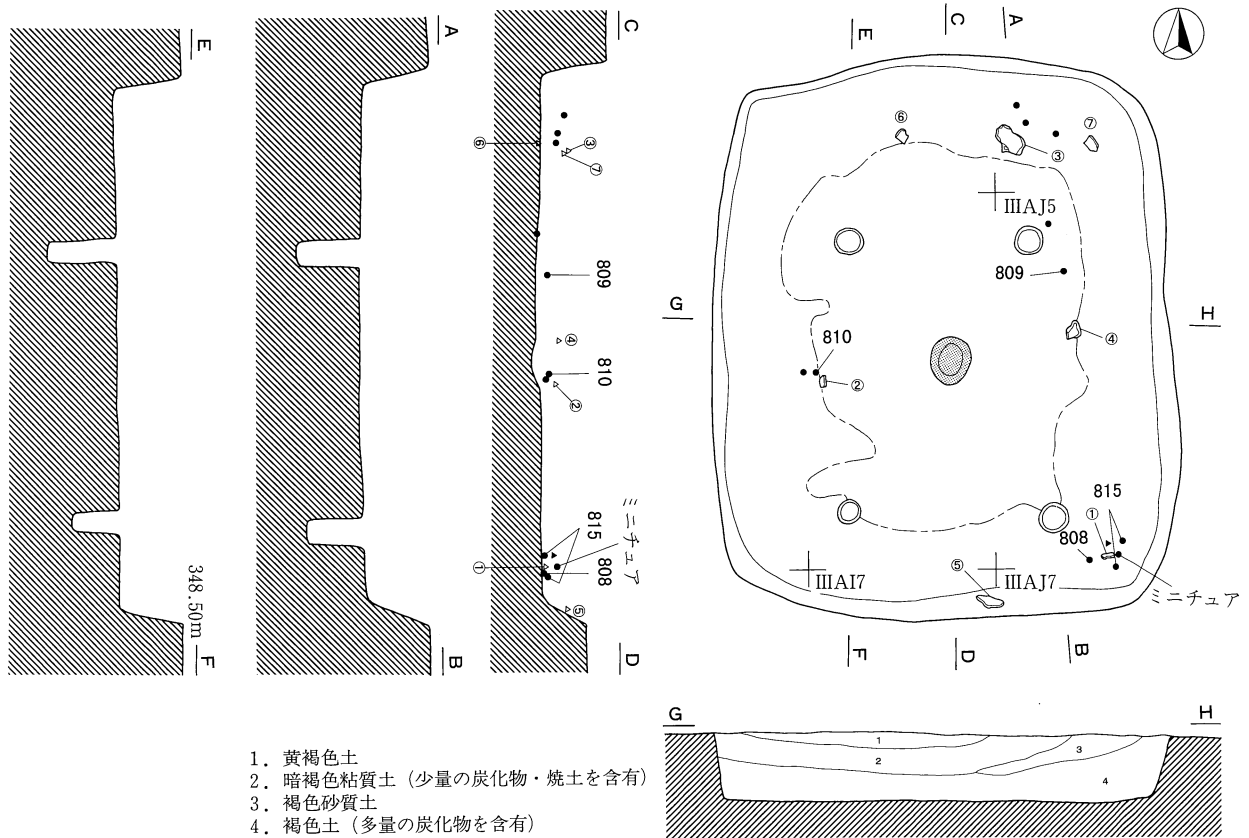 E
A
C
⑥
③
⑦
809
④
810
②
ミニチュア
815
808
①
⑤
348.50m
F
B
D
E
C
A
⑥
⑦
③
ⅢAJ5
809
④
G
H
810
②
815
①
808
ⅢAI7
ⅢAJ7
⑤
ミニチュア
F
D
B
G
H
1
2
3
4
1. 黄褐色土
2. 暗褐色粘質土 (少量の炭化物・焼土を含有)
3. 褐色砂質土
4. 褐色土 (多量の炭化物を含有)